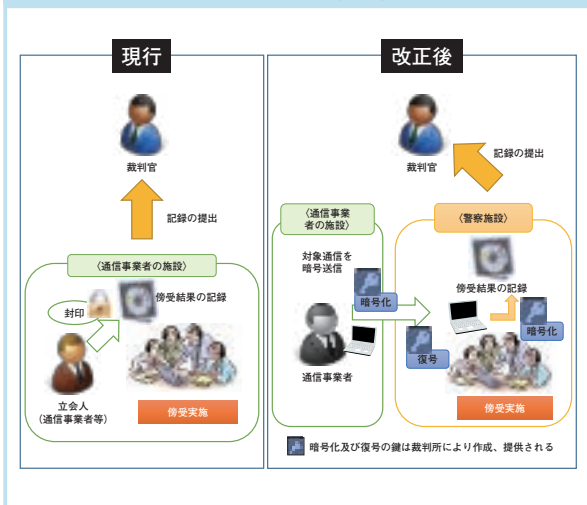 現行
裁判官
記録の提出
〈通信事業者の施設〉
封印
傍受結果の記録
立会人
(通信事業者等)
傍受実施
改正後
裁判官
記録の提出
〈通信事業
者の施設〉
対象通信を
暗号送信
暗号化
通信事業者
〈警察施設〉
傍受結果の記録
復号
暗号化
傍受実施
暗号化及び復号の鍵は裁判所により作成、提供される